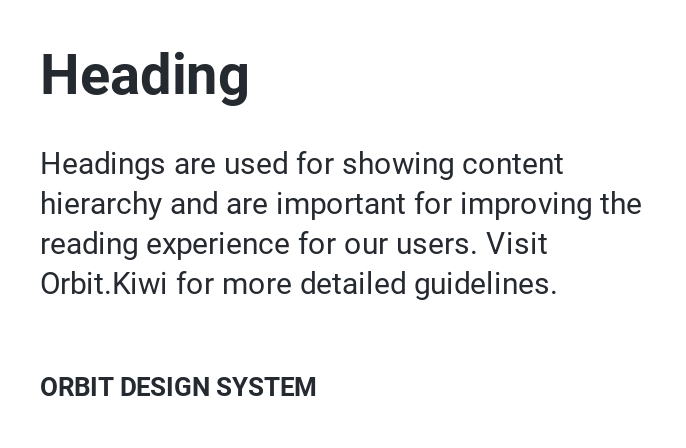 Heading
Headings are used for showing content
hierarchy and are important for improving the
reading experience for our users. Visit
Orbit.Kiwi for more detailed guidelines.
ORBIT DESIGN SYSTEM